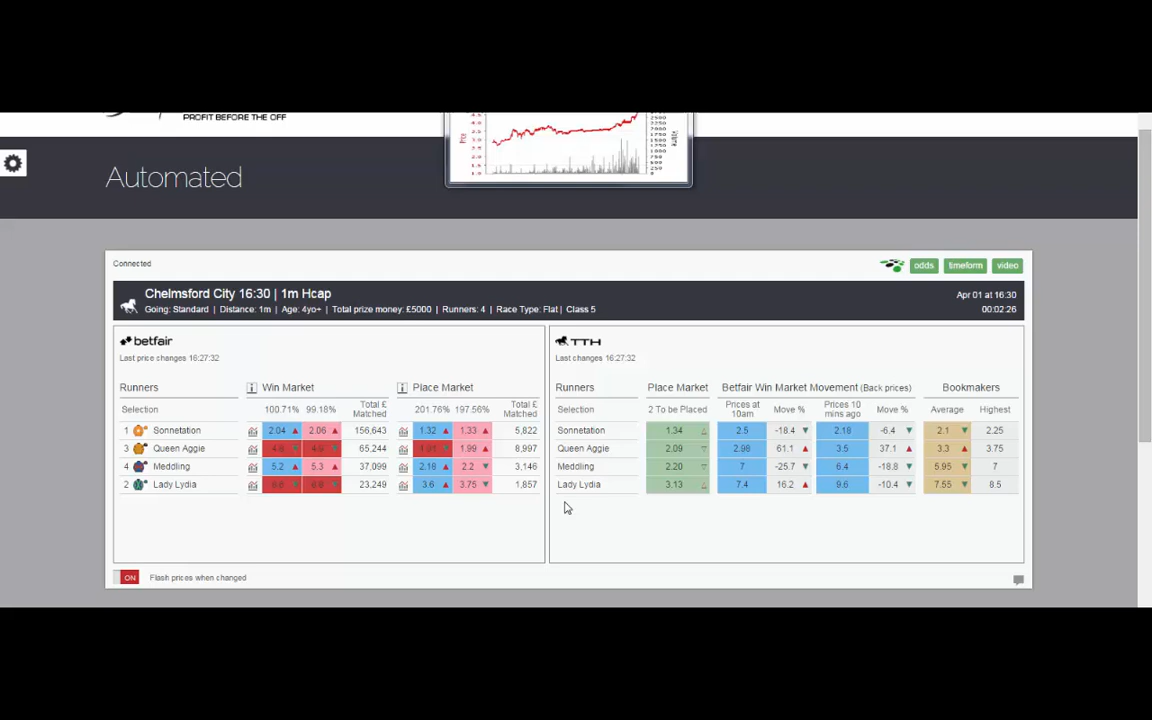 PROFIT BEFORE THE OFF
Automated
Connected
odds timeform video
Chelmsford City 16:30 | 1m Hcap
Apr 01 at 16:30
Going: Standard | Distance: 1m | Age: 4yo+ | Total prize money: £5000 | Runners: 4 | Race Type: Flat | Class 5
00:02:26
betfair
Last price changes 16:27:32
Runners Win Market Place Market
Selection 100.71% 99.18% Total £ Matched 201.76% 197.56% Total £ Matched
1 Sonnetation 2.04 2.06 156,643 1.32 1.33 5,822
3 Queen Aggie 65,244 1.99 8,997
4 Meddling 5.2 5.3 37,099 2.18 2.2 3,146
2 Lady Lydia 23,249 3.6 3.75 1,857
TTH
Last changes 16:27:32
Runners Place Market Betfair Win Market Movement (Back prices) Bookmakers
Selection 2 To be Placed Prices at 10am Move % Prices 10 mins ago Move % Average Highest
Sonnetation 1.34 2.5 -18.4 2.18 -6.4 2.1 2.25
Queen Aggie 2.09 2.98 61.1 3.5 37.1 3.3 3.75
Meddling 2.20 7 -25.7 6.4 -18.8 5.95 7
Lady Lydia 3.13 7.4 16.2 9.6 -10.4 7.55 8.5
ON Flash prices when changed